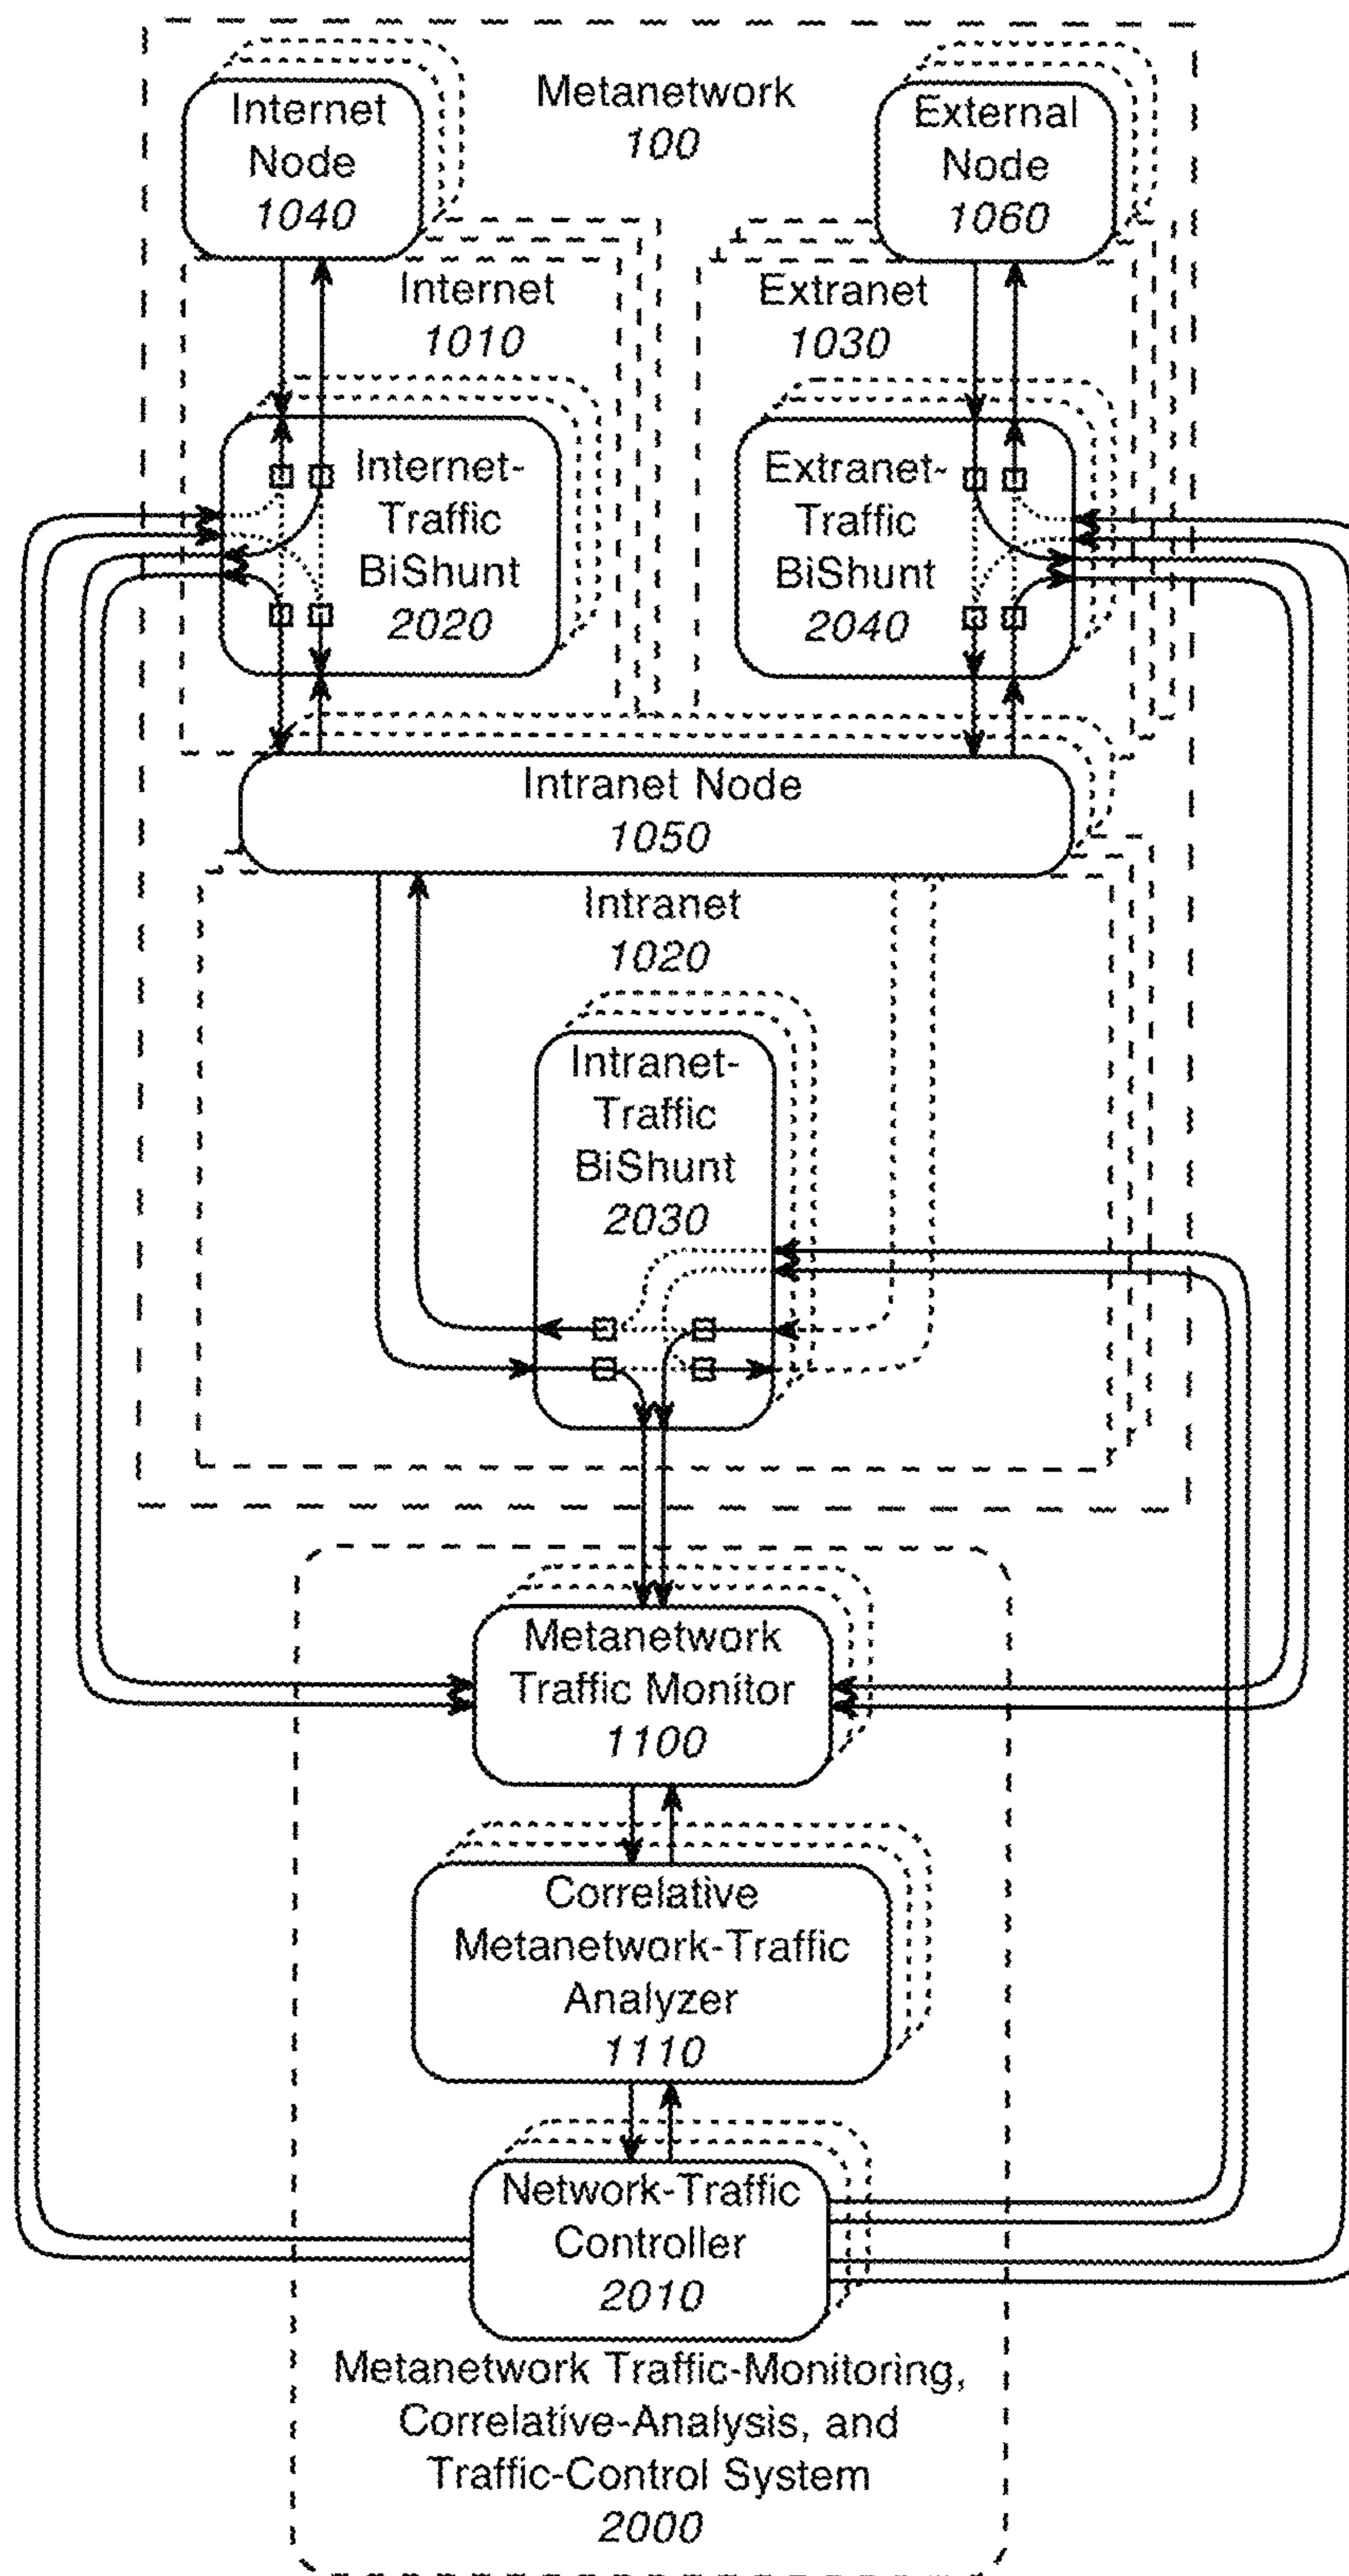 Metanetwork
100
Internet
Node
1040
External
Node
1060
Internet
1010
Extranet
1030
Internet-
Traffic
BiShunt
2020
Extranet-
Traffic
BiShunt
2040
Intranet Node
1050
Intranet
1020
Intranet-
Traffic
BiShunt
2030
Metanetwork
Traffic Monitor
1100
Correlative
Metanetwork-Traffic
Analyzer
1110
Network-Traffic
Controller
2010
Metanetwork Traffic-Monitoring,
Correlative-Analysis, and
Traffic-Control System
2000